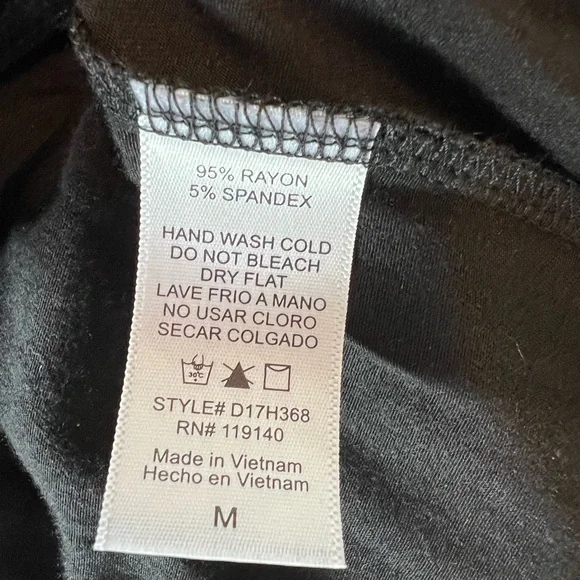 95% RAYON
5% SPANDEX
HAND WASH COLD
DO NOT BLEACH
DRY FLAT
LAVE FRIO A MANO
NO USAR CLORO
SECAR COLGADO
30°C
STYLE# D17H368
RN# 119140
Made in Vietnam
Hecho en Vietnam
M